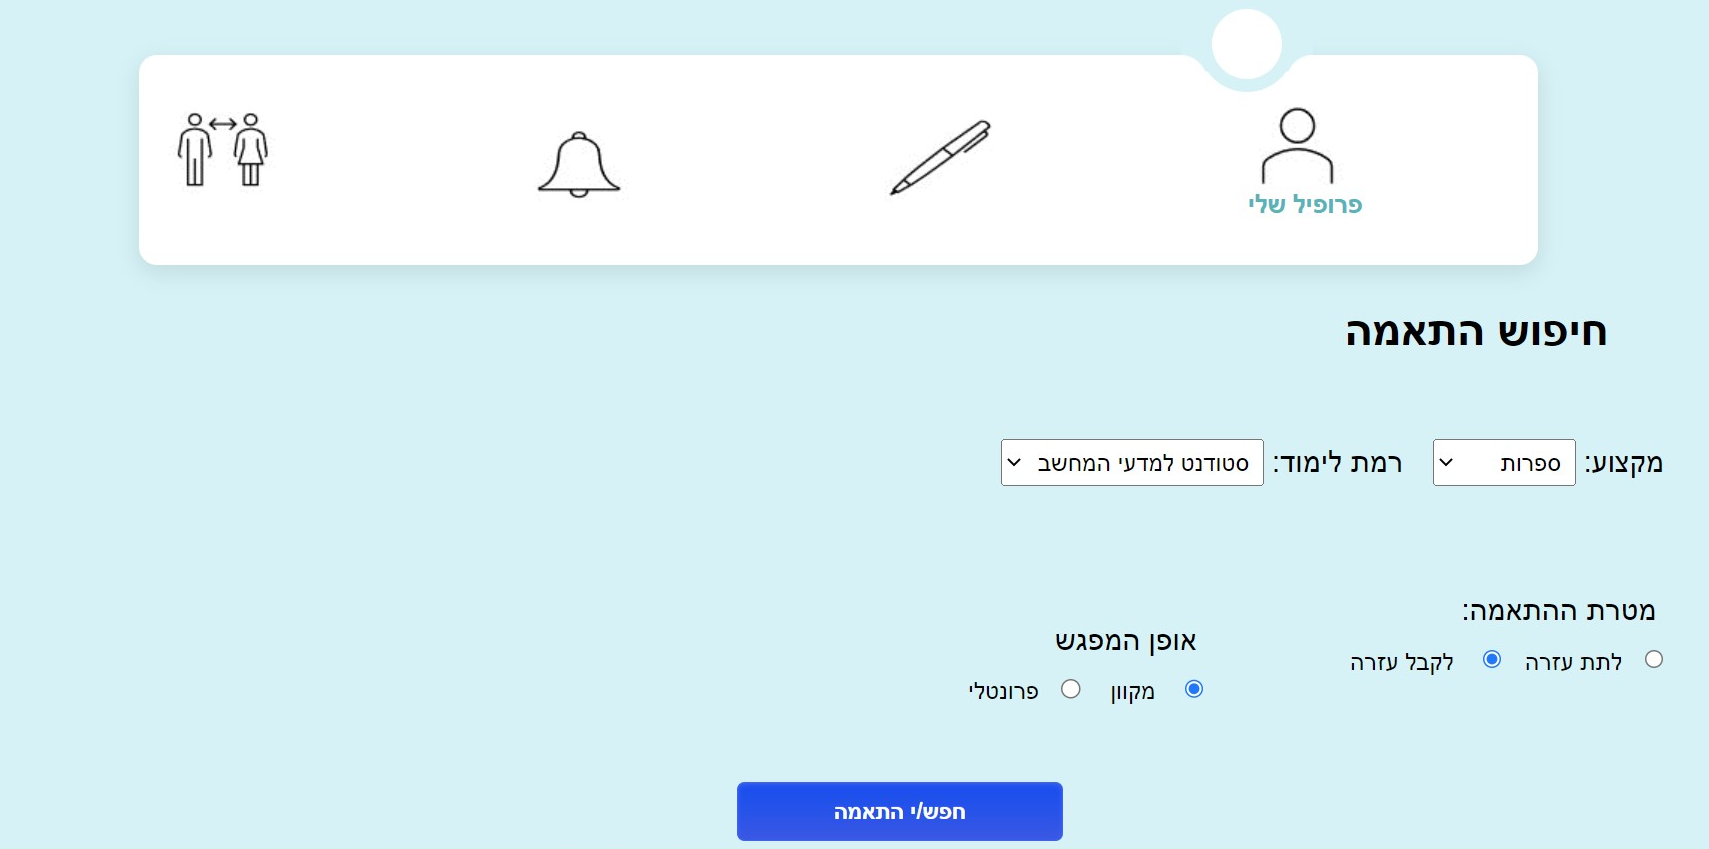 פרופיל שלי
חיפוש התאמה
מקצוע: ספרות רמת לימוד: סטודנט למדעי המחשב
מטרת ההתאמה:
לתת עזרה לקבל עזרה
אופן המפגש
מקוון פרונטלי
חפש/י התאמה